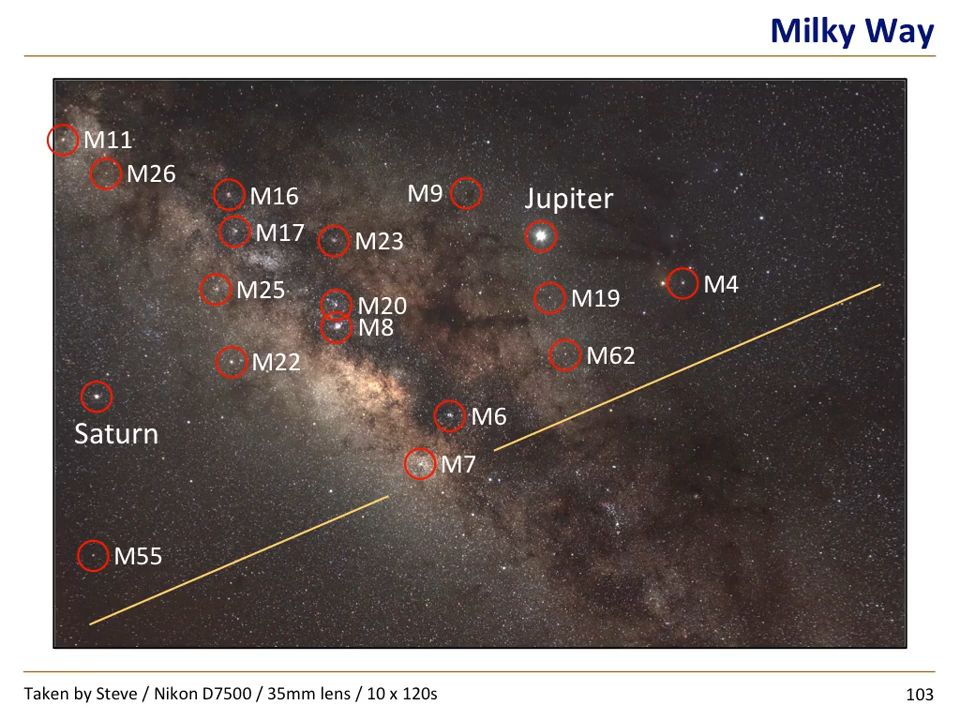 Milky Way
M11
M26
M16
M9
Jupiter
M17
M23
M4
M25
M19
M20
M8
M62
M22
M6
Saturn
M7
M55
Taken by Steve / Nikon D7500 / 35mm lens / 10 x 120s
103